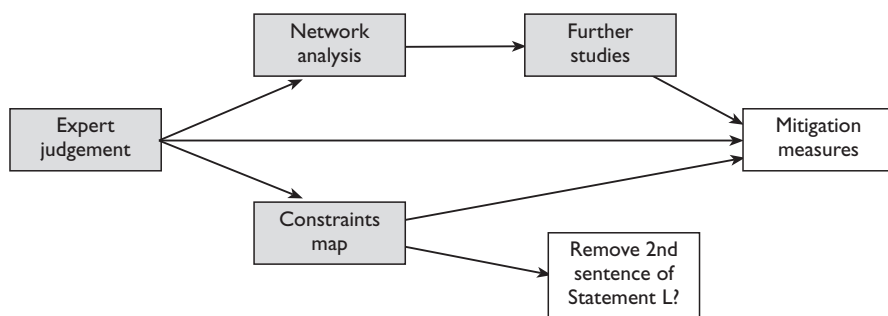 Network
analysis
Further
studies
Expert
judgement
Mitigation
measures
Constraints
map
Remove 2nd
sentence of
Statement L?